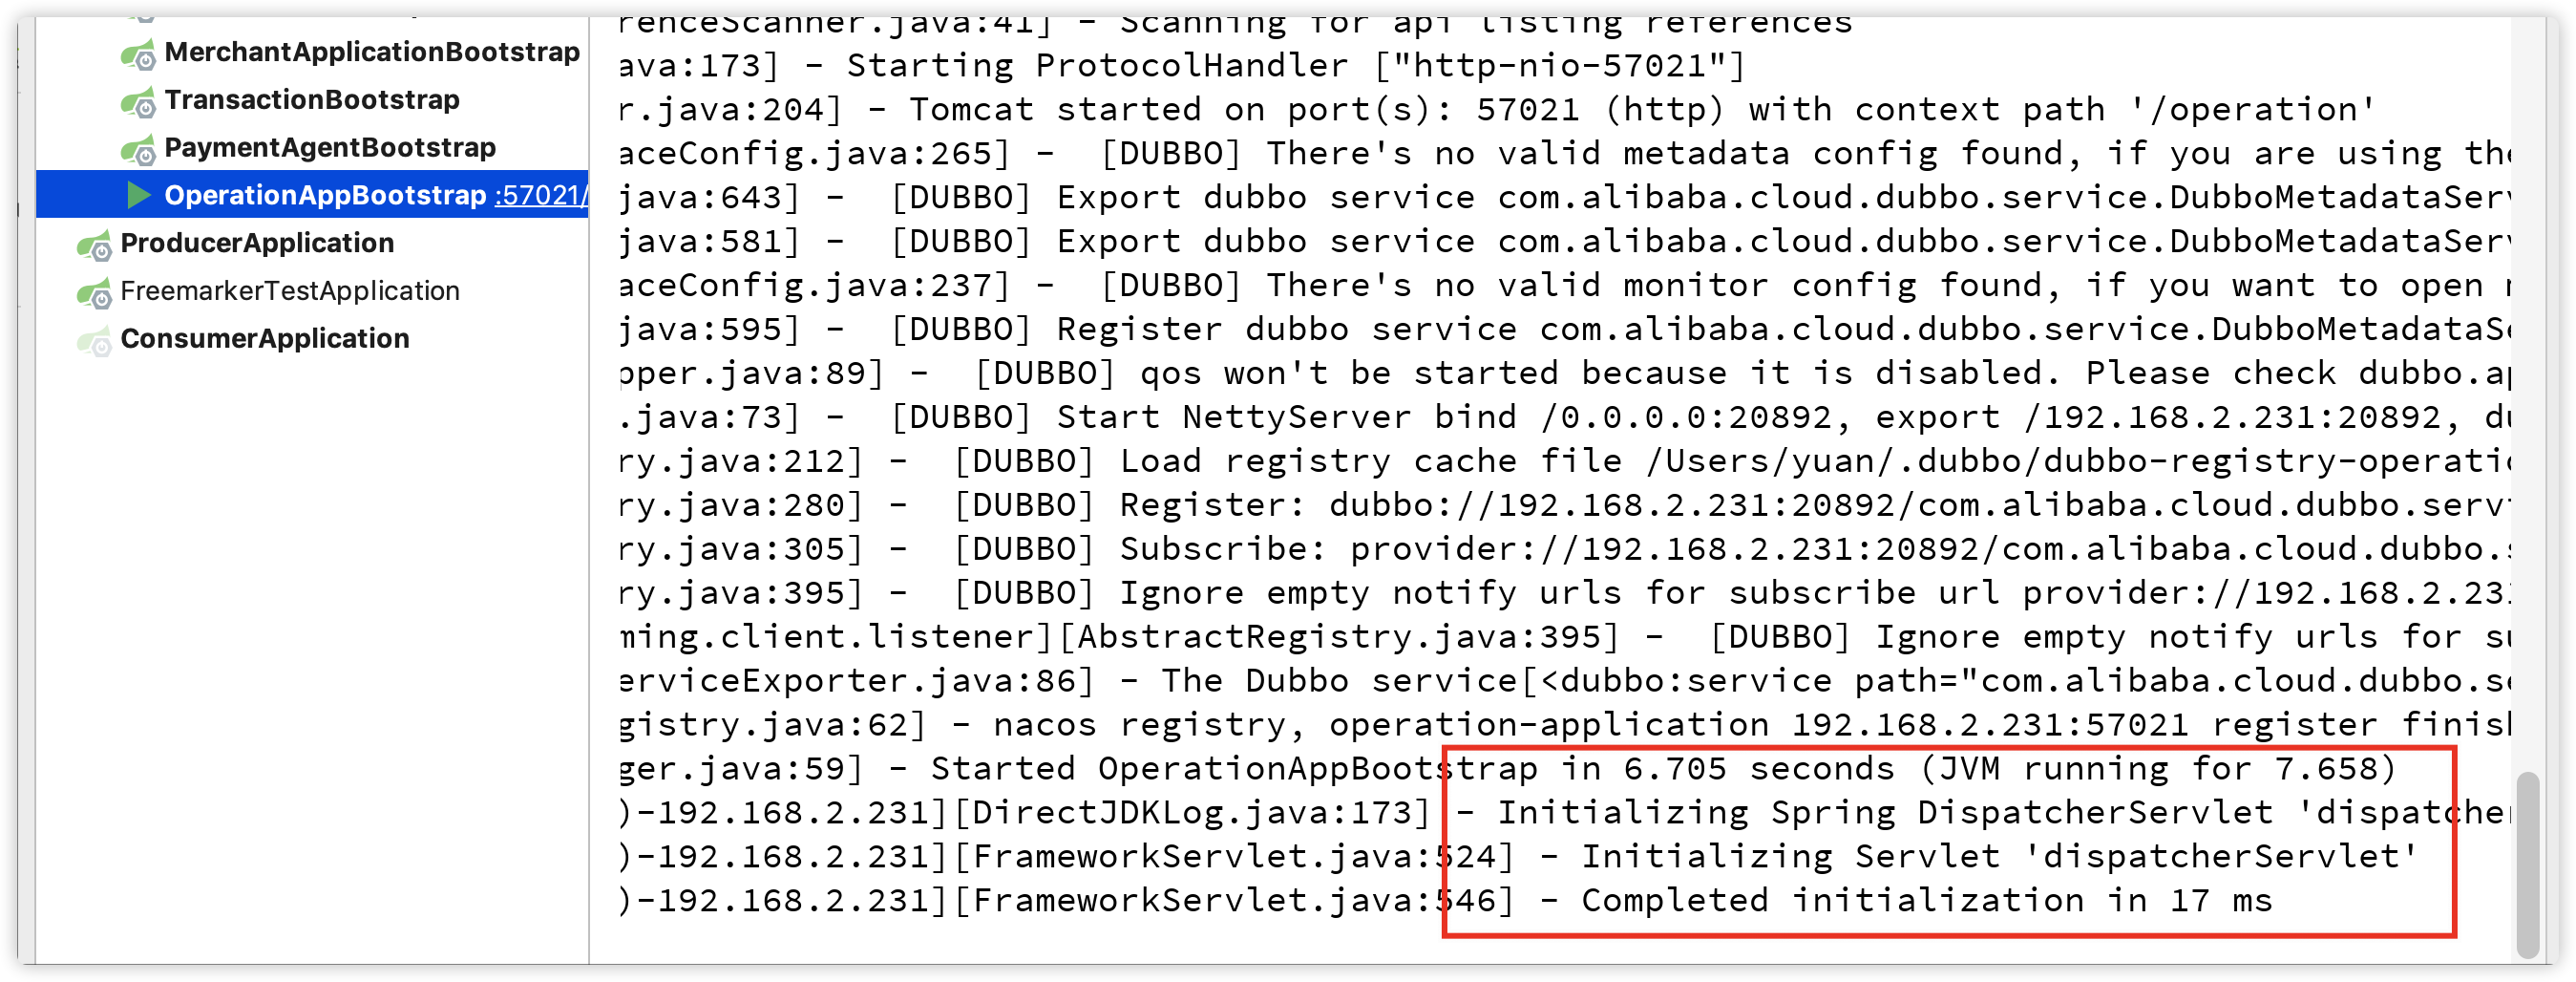 MerchantApplicationBootstrap
TransactionBootstrap
PaymentAgentBootstrap
OperationAppBootstrap :57021/
ProducerApplication
FreemarkerTestApplication
ConsumerApplication
renceScanner.java:41] - Scanning for api listing references
ava:173] - Starting ProtocolHandler ["http-nio-57021"]
r.java:204] - Tomcat started on port(s): 57021 (http) with context path '/operation'
aceConfig.java:265] - [DUBBO] There's no valid metadata config found, if you are using the
java:643] - [DUBBO] Export dubbo service com.alibaba.cloud.dubbo.service.DubboMetadataServ
java:581] - [DUBBO] Export dubbo service com.alibaba.cloud.dubbo.service.DubboMetadataServ
aceConfig.java:237] - [DUBBO] There's no valid monitor config found, if you want to open
java:595] - [DUBBO] Register dubbo service com.alibaba.cloud.dubbo.service.DubboMetadataSe
pper.java:89] - [DUBBO] qos won't be started because it is disabled. Please check dubbo.ap
.java:73] - [DUBBO] Start NettyServer bind /0.0.0.0:20892, export /192.168.2.231:20892, du
ry.java:212] - [DUBBO] Load registry cache file /Users/yuan/.dubbo/dubbo-registry-operatio
ry.java:280] - [DUBBO] Register: dubbo://192.168.2.231:20892/com.alibaba.cloud.dubbo.servi
ry.java:305] - [DUBBO] Subscribe: provider://192.168.2.231:20892/com.alibaba.cloud.dubbo.s
ry.java:395] - [DUBBO] Ignore empty notify urls for subscribe url provider://192.168.2.231
ming.client.listener][AbstractRegistry.java:395] - [DUBBO] Ignore empty notify urls for su
erviceExporter.java:86] - The Dubbo service[<dubbo:service path="com.alibaba.cloud.dubbo.se
gistry.java:62] - nacos registry, operation-application 192.168.2.231:57021 register finish
ger.java:59] - Started OperationAppBootstrap in 6.705 seconds (JVM running for 7.658)
)-192.168.2.231][DirectJDKLog.java:173] - Initializing Spring DispatcherServlet 'dispatcher
)-192.168.2.231][FrameworkServlet.java:524] - Initializing Servlet 'dispatcherServlet'
)-192.168.2.231][FrameworkServlet.java:546] - Completed initialization in 17 ms